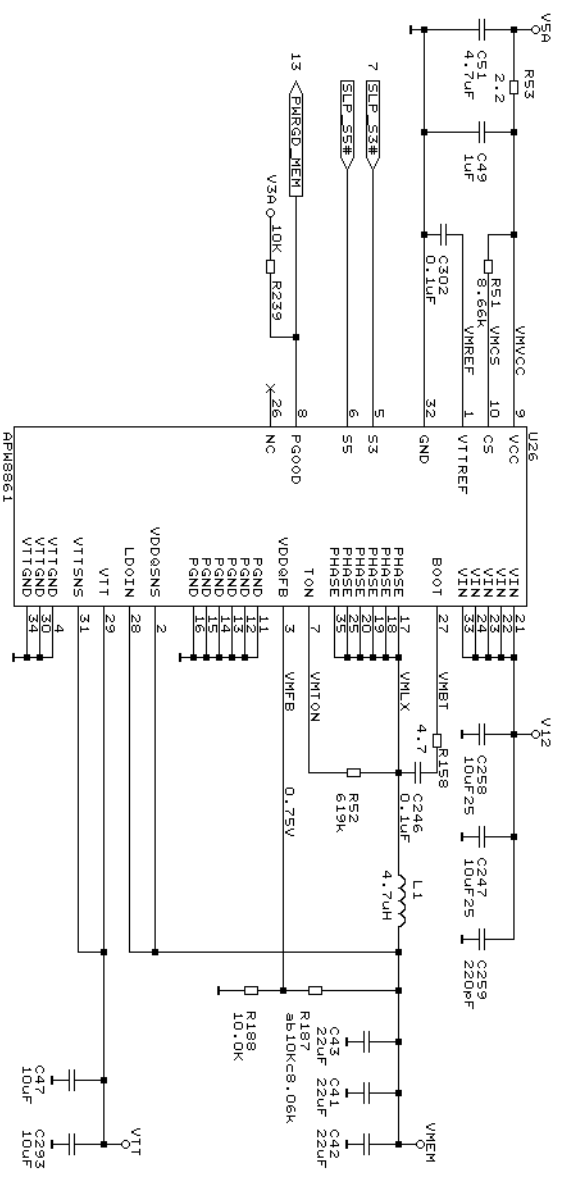 V5A
C51
4.7uF
R53
2.2
C49
1uF
7
SLP_S3#
SLP_S5#
13
PWRGD_MEM
V3A
10K
R239
C302
0.1uF
R51
8.66k
VMVCC
VMCS
VMREF
9
10
1
32
5
6
8
26
U26
VCC
CS
VTTREF
GND
S3
S5
PGOOD
NC
APW8861
VIN
VIN
VIN
VIN
VIN
BOOT
PHASE
PHASE
PHASE
PHASE
PHASE
PHASE
TON
VDDQFB
PGND
PGND
PGND
PGND
PGND
PGND
VDDQSNS
LDOIN
VTT
VTTSNS
VTTGND
VTTGND
VTTGND
21
22
23
24
33
27
17
18
19
20
25
35
7
3
11
12
13
14
15
16
2
28
29
31
4
30
34
VMBT
VMLX
VMTON
VMFB
V12
C258
10uF25
C247
10uF25
C259
220pF
R158
4.7
C246
0.1uF
R52
619k
0.75V
L1
4.7uH
R187
ab10Kc8.06k
R188
10.0K
C43
22uF
C41
22uF
C42
22uF
VMEM
C47
10uF
C293
10uF
VTT